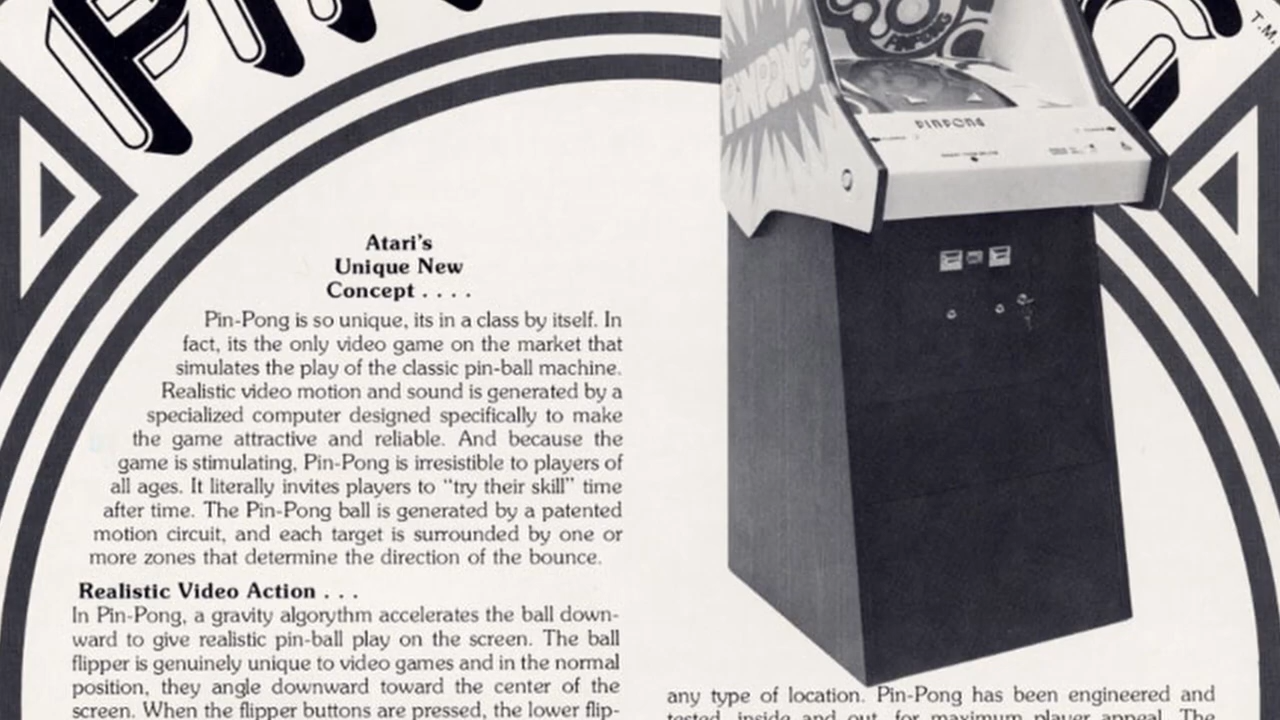 T.M.
PINPONG
PINPONG
Atari's
Unique New
Concept . . . .
Pin-Pong is so unique, its in a class by itself. In
fact, its the only video game on the market that
simulates the play of the classic pin-ball machine.
Realistic video motion and sound is generated by a
specialized computer designed specifically to make
the game attractive and reliable. And because the
game is stimulating, Pin-Pong is irresistible to players of
all ages. It literally invites players to “try their skill” time
after time. The Pin-Pong ball is generated by a patented
motion circuit, and each target is surrounded by one or
more zones that determine the direction of the bounce.
Realistic Video Action . . .
In Pin-Pong, a gravity algorythm accelerates the ball down-
ward to give realistic pin-ball play on the screen. The ball
flipper is genuinely unique to video games and in the normal
position, they angle downward toward the center of the
screen. When the flipper buttons are pressed, the lower flip-
any type of location. Pin-Pong has been engineered and
tested, inside and out, for maximum player appeal. The